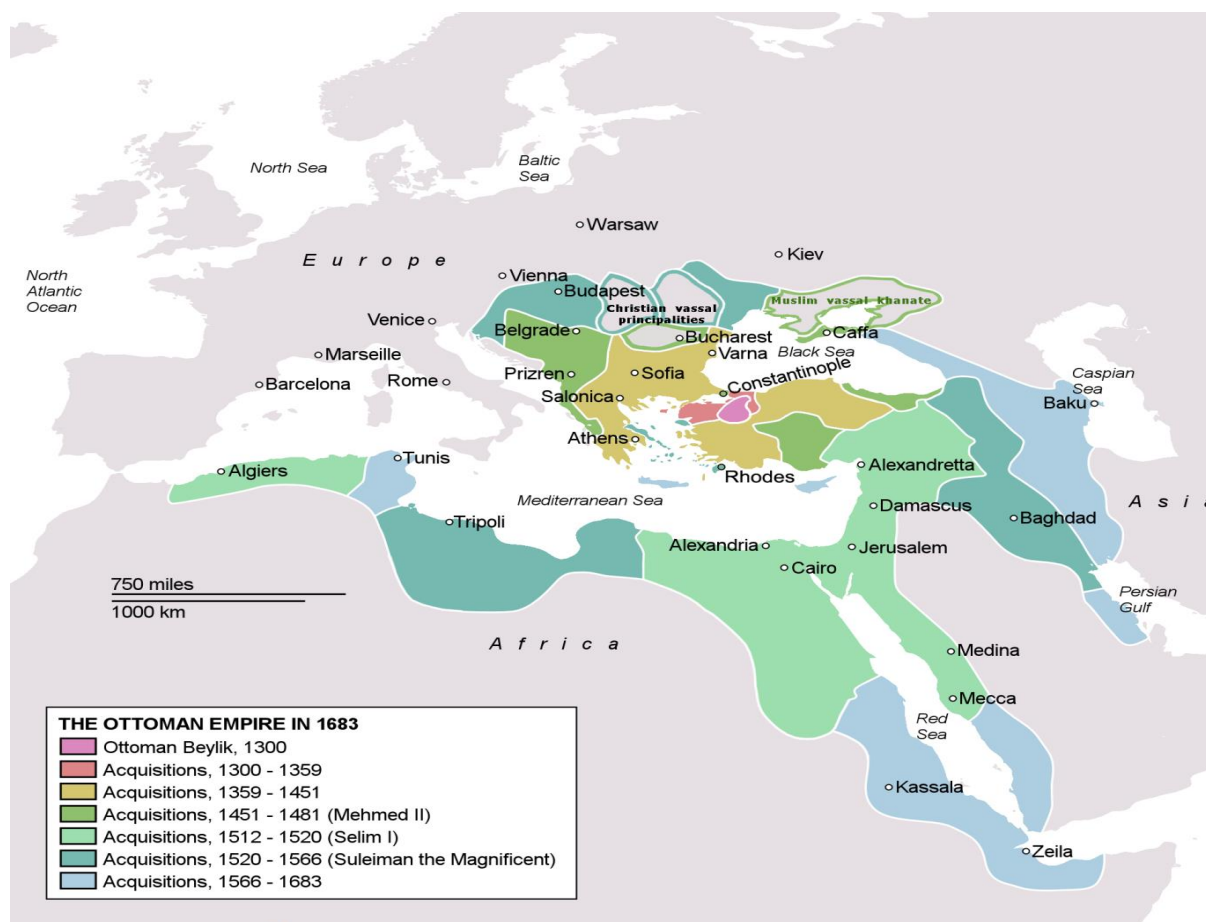 North Sea
Baltic
Sea
Warsaw
Kiev
Europe
North
Atlantic
Ocean
Vienna
Budapest
Christian vassal
principalities
Muslim vassal khanate
Venice
Belgrade
Bucharest
Caffa
Varna
Black Sea
Marseille
Prizren
Sofia
Constantinople
Caspian
Sea
Barcelona
Rome
Salonica
Baku
Athens
Algiers
Tunis
Rhodes
Alexandretta
Mediterranean Sea
Asi
Damascus
Tripoli
Baghdad
Alexandria
Jerusalem
Cairo
750 miles
1000 km
Persian
Gulf
Africa
Medina
Mecca
Red
Sea
Kassala
Zeila
THE OTTOMAN EMPIRE IN 1683
Ottoman Beylik, 1300
Acquisitions, 1300 - 1359
Acquisitions, 1359 - 1451
Acquisitions, 1451 - 1481 (Mehmed II)
Acquisitions, 1512 - 1520 (Selim I)
Acquisitions, 1520 - 1566 (Suleiman the Magnificent)
Acquisitions, 1566 - 1683